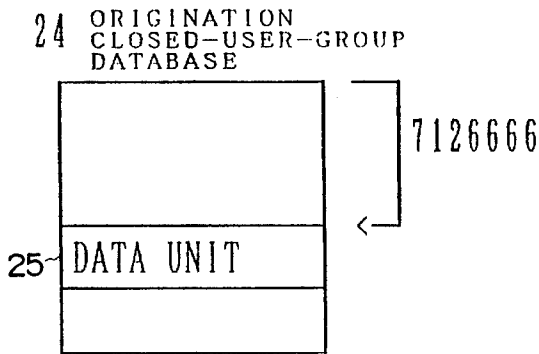 24 ORIGINATION
CLOSED-USER-GROUP
DATABASE
7126666
25 DATA UNIT